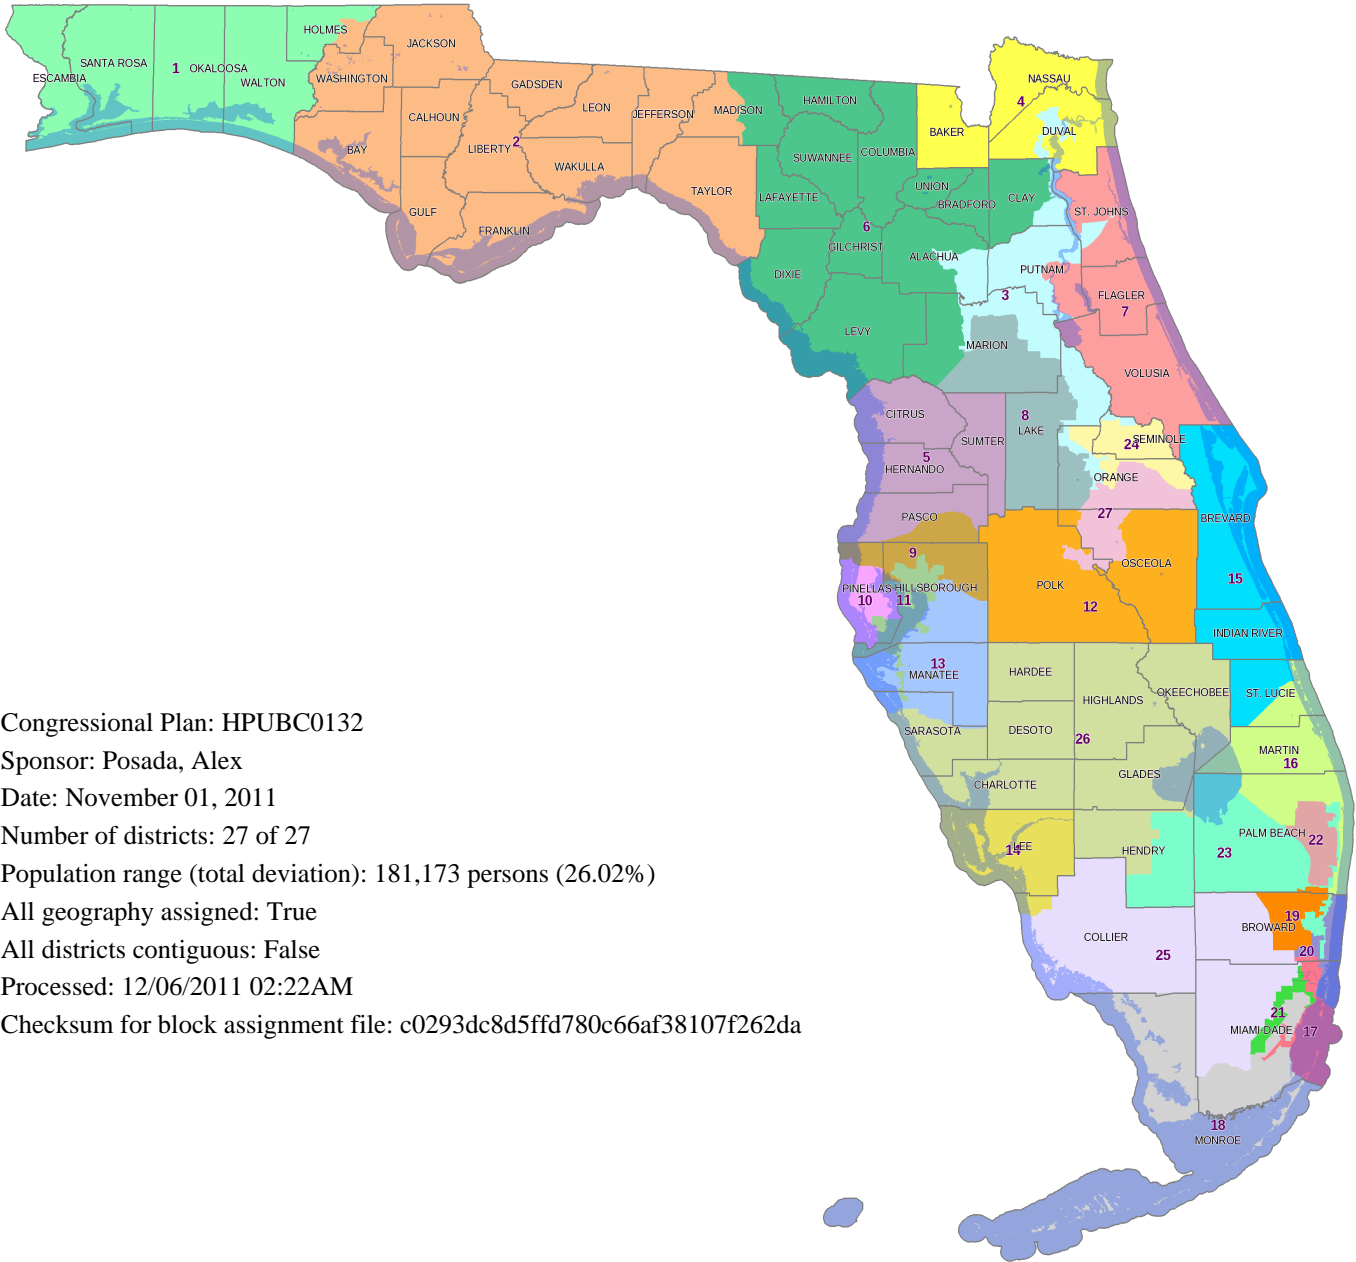 HOLMES
JACKSON
SANTA ROSA
1 OKALOOSA
ESCAMBIA
WALTON
WASHINGTON
GADSDEN
LEON
JEFFERSON
MADISON
HAMILTON
CALHOUN
LIBERTY 2
BAY
WAKULLA
TAYLOR
GULF
FRANKLIN
SUWANNEE
COLUMBIA
LAFAYETTE
UNION
BRADFORD
CLAY
6
GILCHRIST
ALACHUA
DIXIE
LEVY
NASSAU
4
BAKER
DUVAL
ST. JOHNS
PUTNAM
3
FLAGLER
7
MARION
VOLUSIA
CITRUS
8
LAKE
SUMTER
SEMINOLE
24
5
HERNANDO
ORANGE
PASCO
27
BREVARD
9
OSCEOLA
PINELLAS
HILLSBOROUGH
10
11
POLK
12
15
INDIAN RIVER
13
MANATEE
HARDEE
HIGHLANDS
OKEECHOBEE
ST. LUCIE
SARASOTA
DESOTO
26
MARTIN
16
CHARLOTTE
GLADES
LEE
14
HENDRY
PALM BEACH
22
23
19
BROWARD
20
COLLIER
25
21
MIAMI-DADE
17
18
MONROE
Congressional Plan: HPUBC0132
Sponsor: Posada, Alex
Date: November 01, 2011
Number of districts: 27 of 27
Population range (total deviation): 181,173 persons (26.02%)
All geography assigned: True
All districts contiguous: False
Processed: 12/06/2011 02:22AM
Checksum for block assignment file: c0293dc8d5ffd780c66af38107f262da